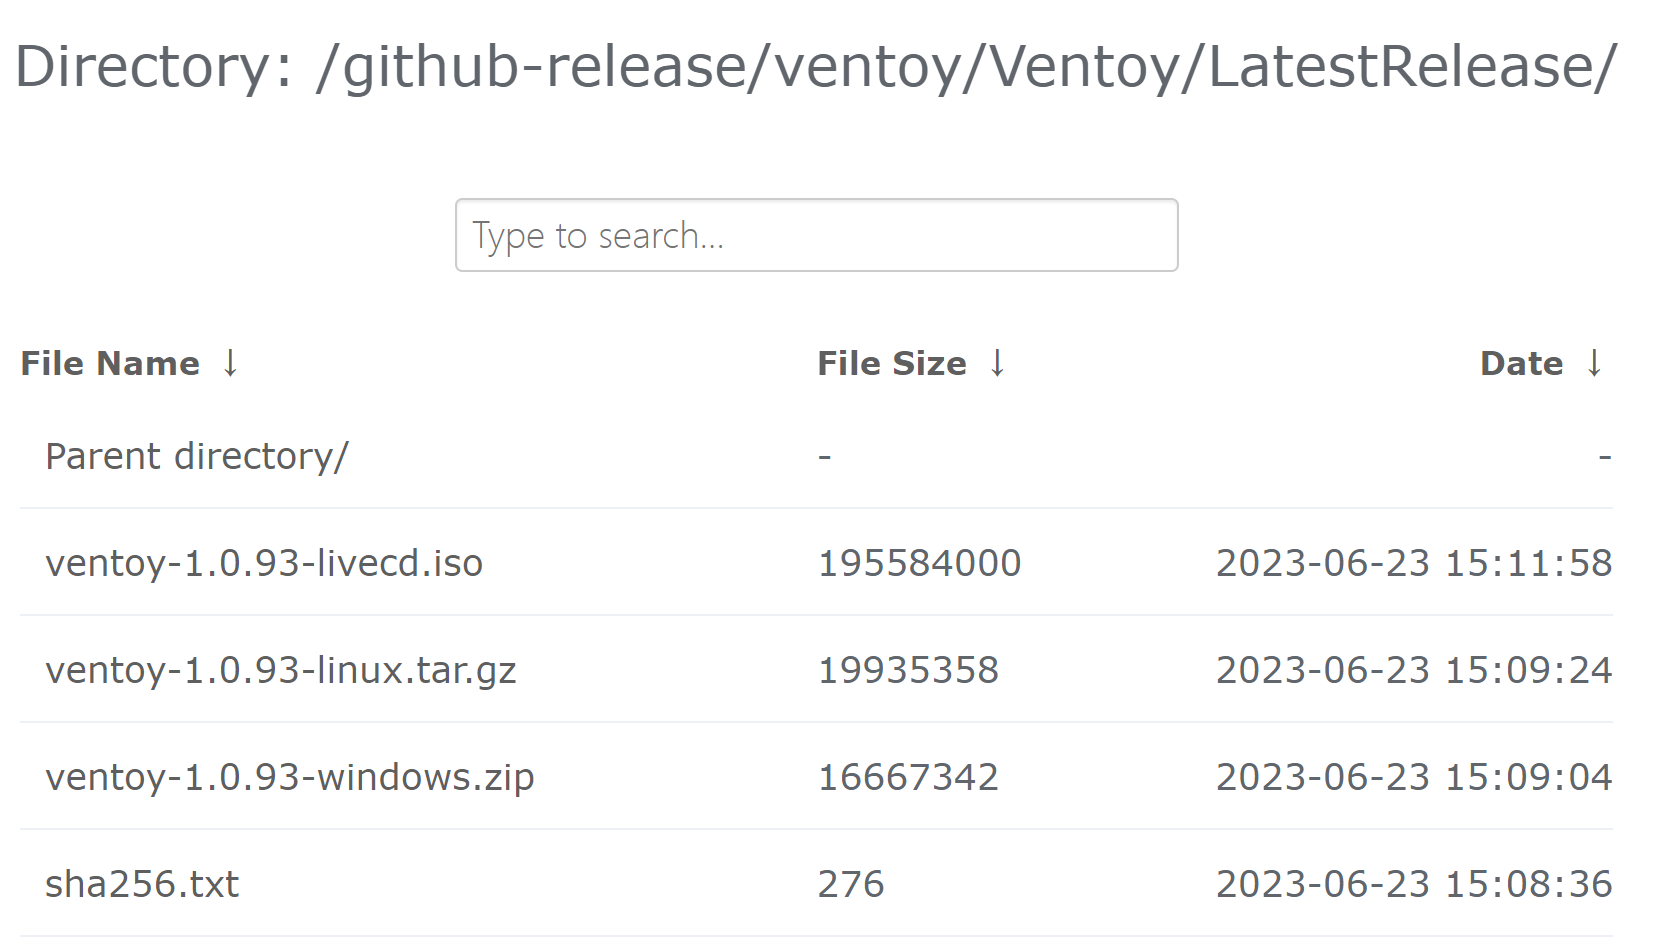 Directory: /github-release/ventoy/Ventoy/LatestRelease/
Type to search...
File Name ↓ File Size ↓ Date ↓
Parent directory/ - -
ventoy-1.0.93-livecd.iso 195584000 2023-06-23 15:11:58
ventoy-1.0.93-linux.tar.gz 19935358 2023-06-23 15:09:24
ventoy-1.0.93-windows.zip 16667342 2023-06-23 15:09:04
sha256.txt 276 2023-06-23 15:08:36